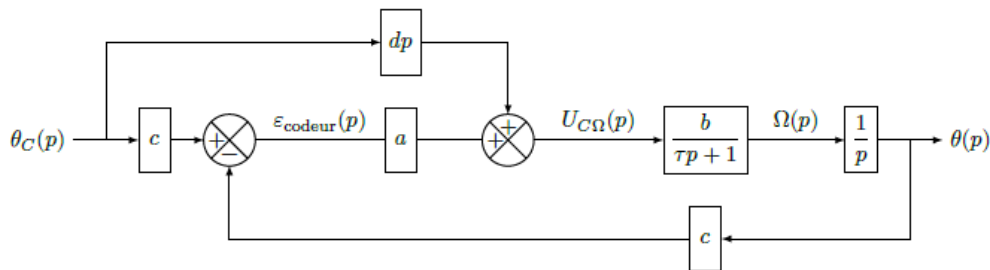 dp
θ_C(p)
c
+
−
ε_codeur(p)
a
+
+
U_CΩ(p)
b
τp + 1
Ω(p)
1
p
θ(p)
c